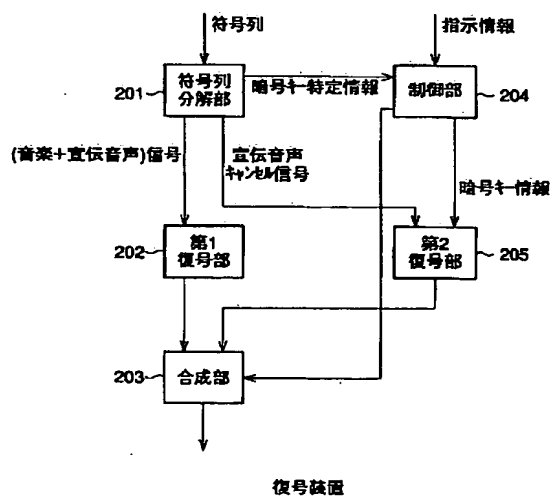 符号列
指示情報
201
符号列
分解部
暗号キー特定情報
制御部
204
(音楽+宣伝音声)信号
宣伝音声
キャンセル信号
暗号キー情報
202
第1
復号部
第2
復号部
205
203
合成部
復号装置